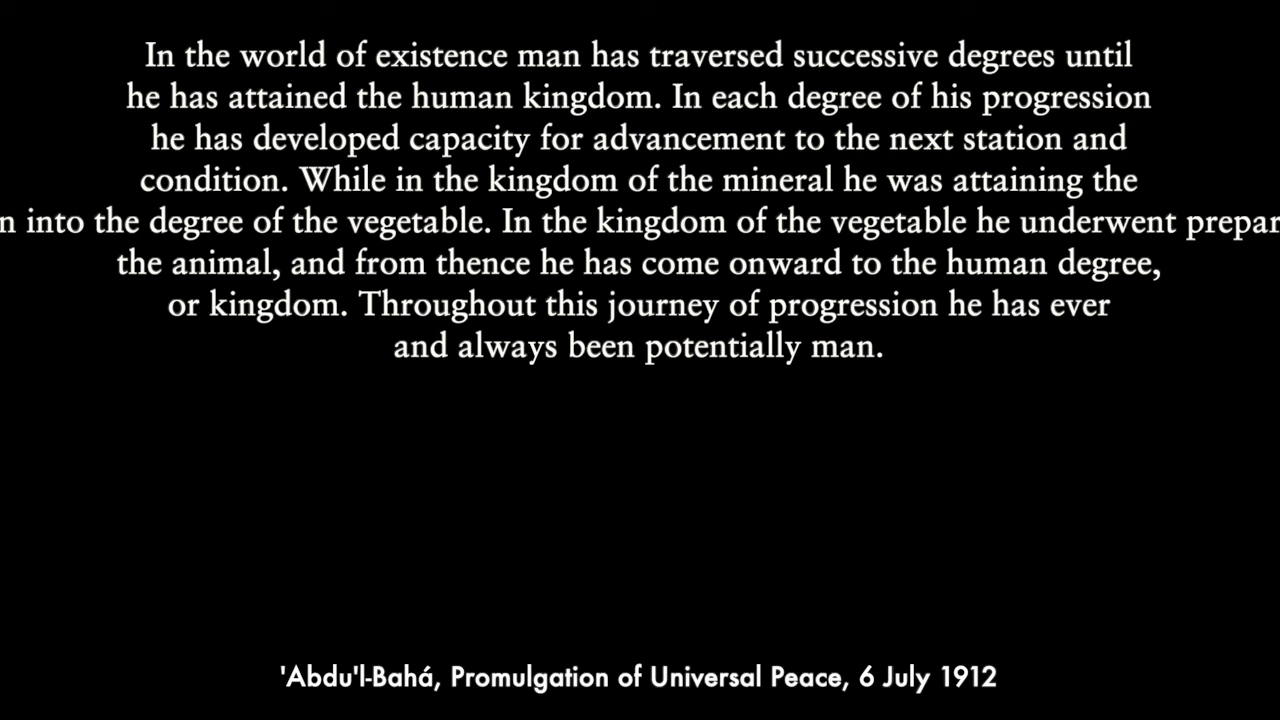 In the world of existence man has traversed successive degrees until
he has attained the human kingdom. In each degree of his progression
he has developed capacity for advancement to the next station and
condition. While in the kingdom of the mineral he was attaining the
n into the degree of the vegetable. In the kingdom of the vegetable he underwent prepar
the animal, and from thence he has come onward to the human degree,
or kingdom. Throughout this journey of progression he has ever
and always been potentially man.
'Abdu'l-Bahá, Promulgation of Universal Peace, 6 July 1912